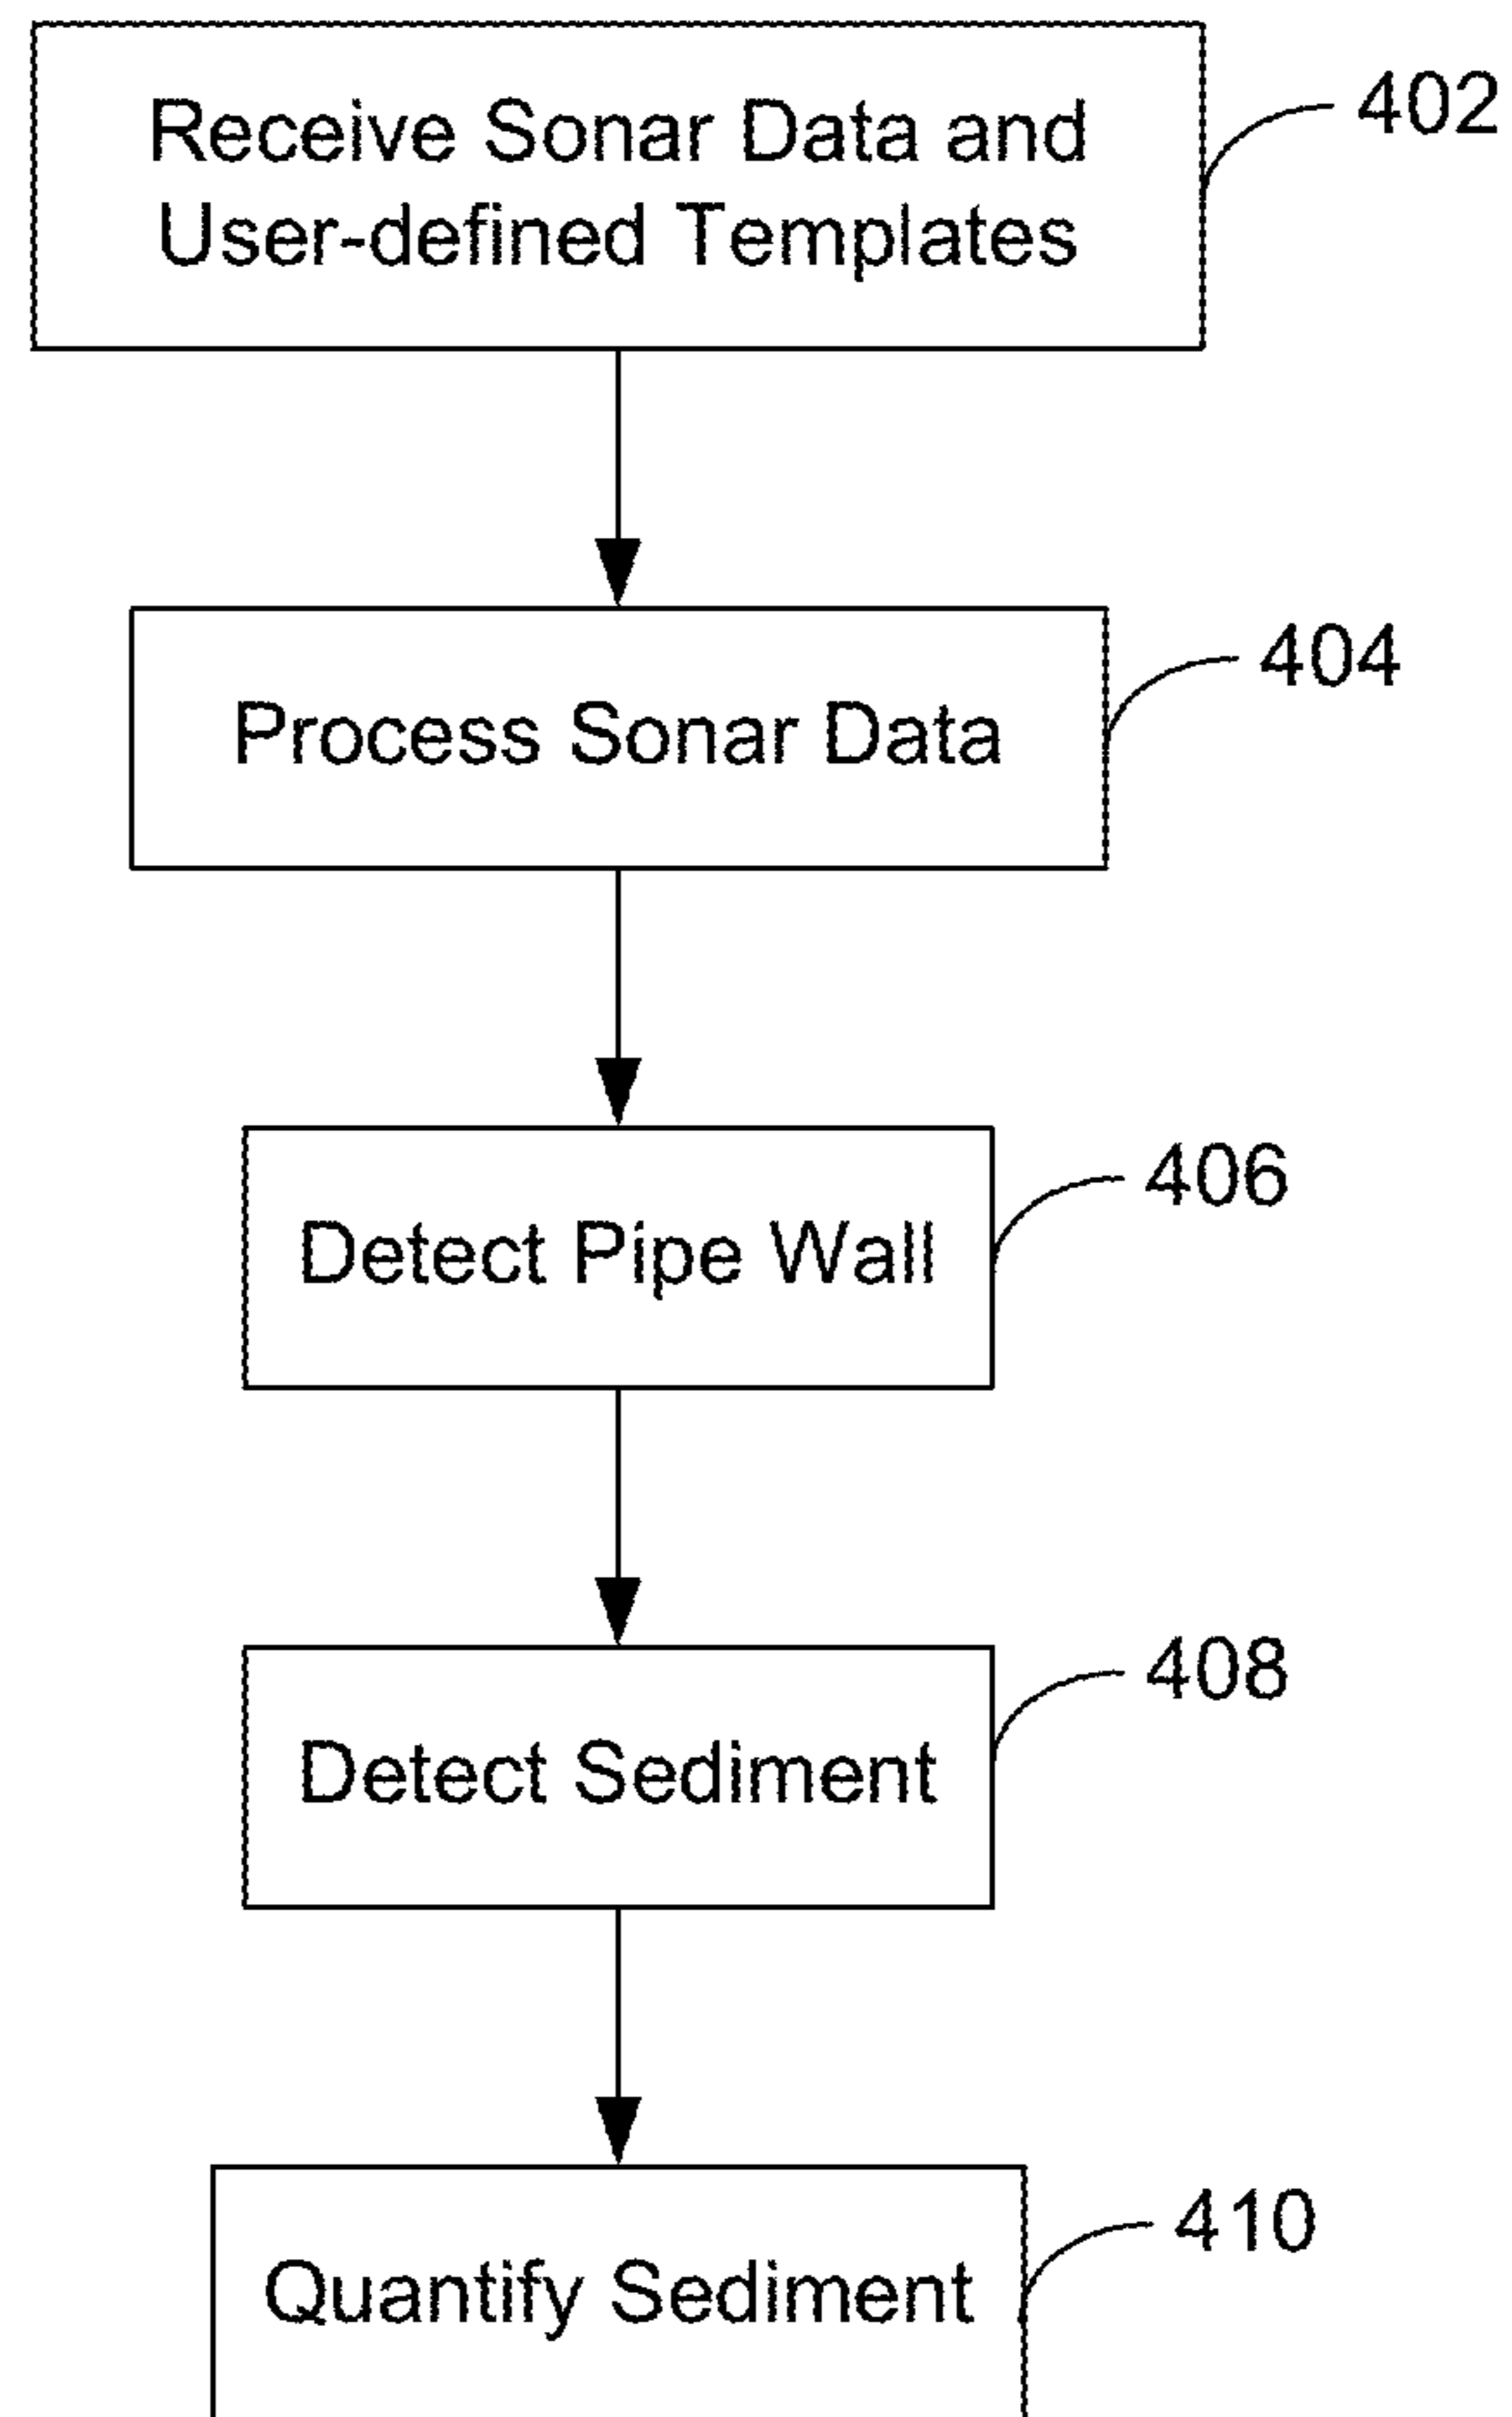 Receive Sonar Data and
User-defined Templates
402
Process Sonar Data
404
Detect Pipe Wall
406
Detect Sediment
408
Quantify Sediment
410